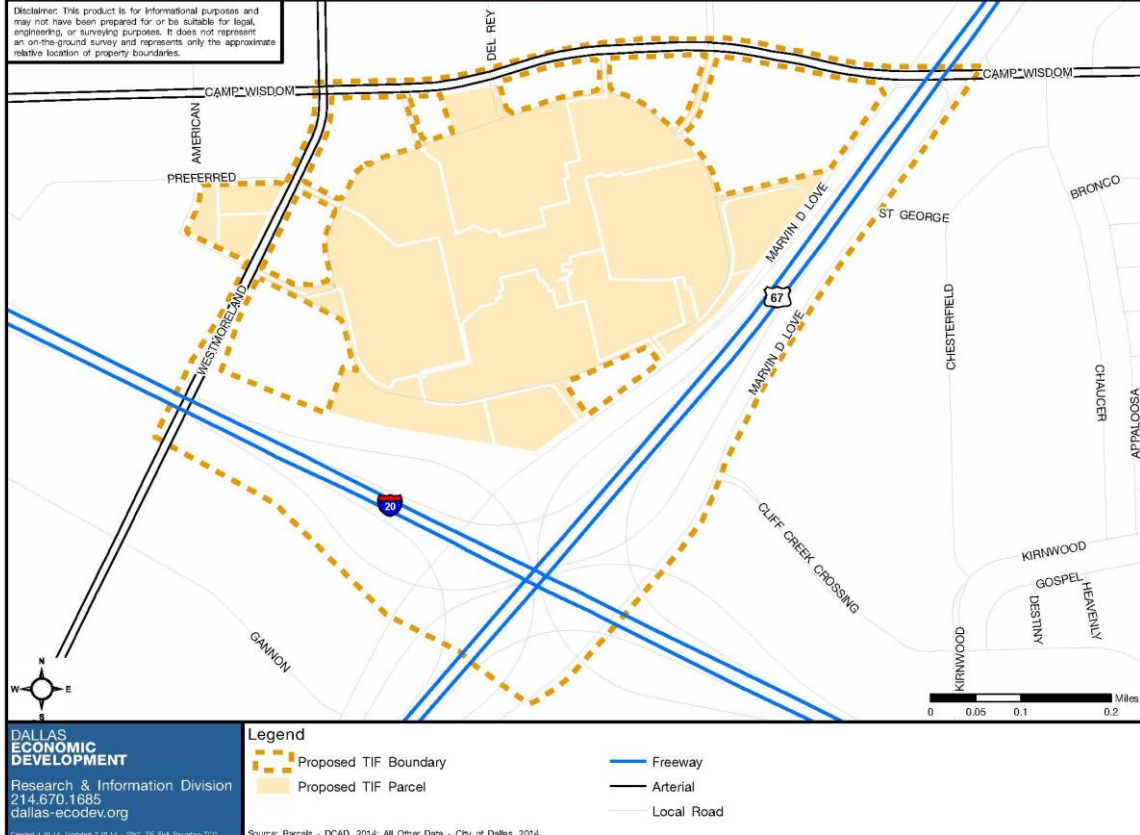 Disclaimer: This product is for informational purposes and
may not have been prepared for or be suitable for legal,
engineering, or surveying purposes. It does not represent
an on-the-ground survey and represents only the approximate
relative location of property boundaries.
DEL REY
CAMP WISDOM
CAMP WISDOM
AMERICAN
PREFERRED
BRONCO
MARVIN D LOVE
ST GEORGE
67
WESTMORELAND
CHESTERFIELD
MARVIN D LOVE
CHAUCER
APPALOOSA
20
CLIFF CREEK CROSSING
KIRNWOOD
GOSPEL
HEAVENLY
DESTINY
GANNON
KIRNWOOD
N
W E
S
Miles
0 0.05 0.1 0.2
DALLAS
ECONOMIC
DEVELOPMENT
Research & Information Division
214.670.1685
dallas-ecodev.org
Legend
Proposed TIF Boundary
Proposed TIF Parcel
Freeway
Arterial
Local Road
Source: Parcels - DCAD, 2014; All Other Data - City of Dallas, 2014